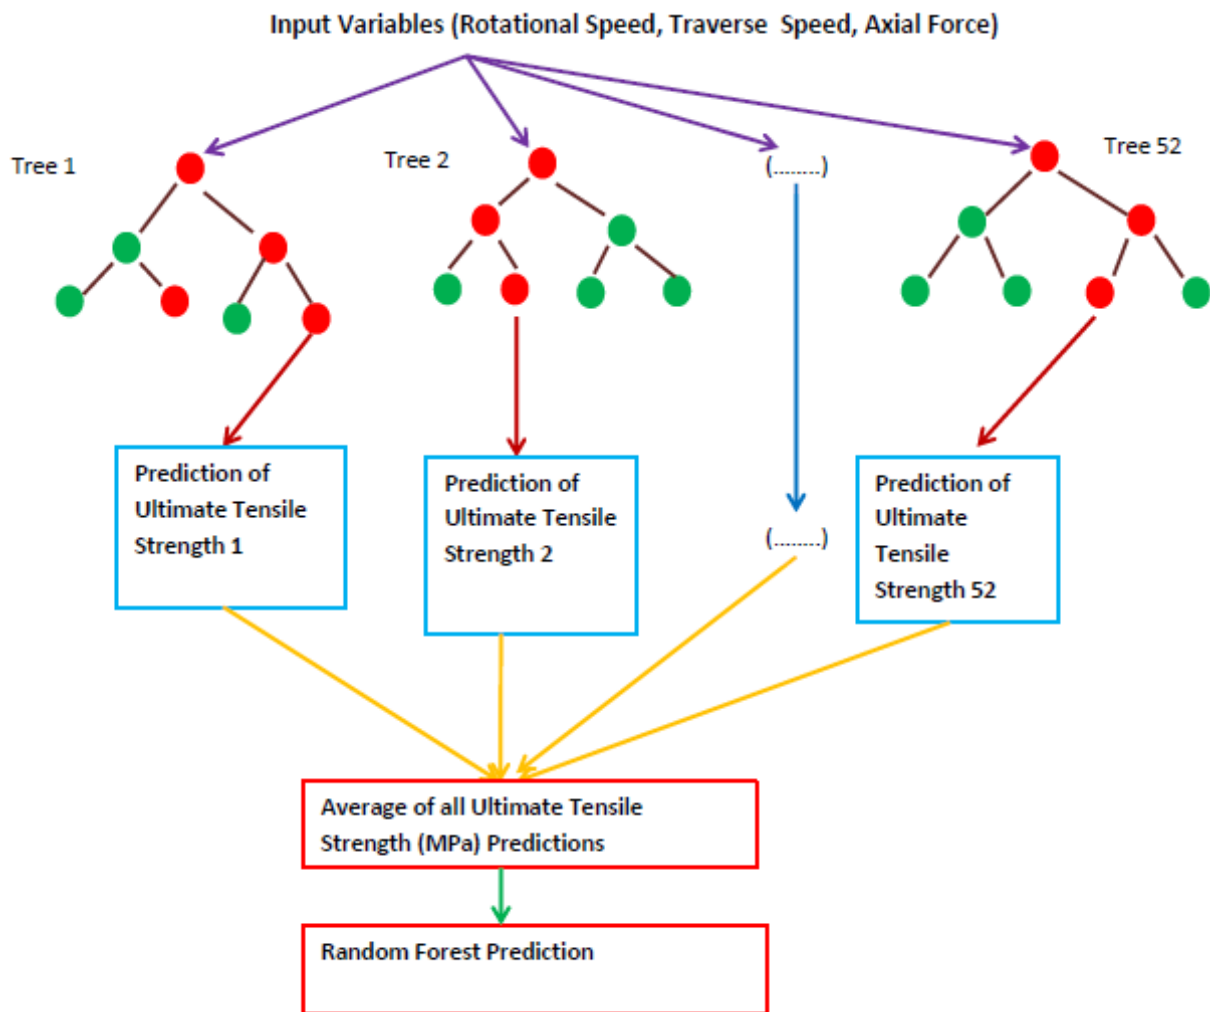 Input Variables (Rotational Speed, Traverse Speed, Axial Force)
Tree 1
Tree 2
(........)
Tree 52
Prediction of
Ultimate Tensile
Strength 1
Prediction of
Ultimate Tensile
Strength 2
(........)
Prediction of
Ultimate
Tensile
Strength 52
Average of all Ultimate Tensile
Strength (MPa) Predictions
Random Forest Prediction